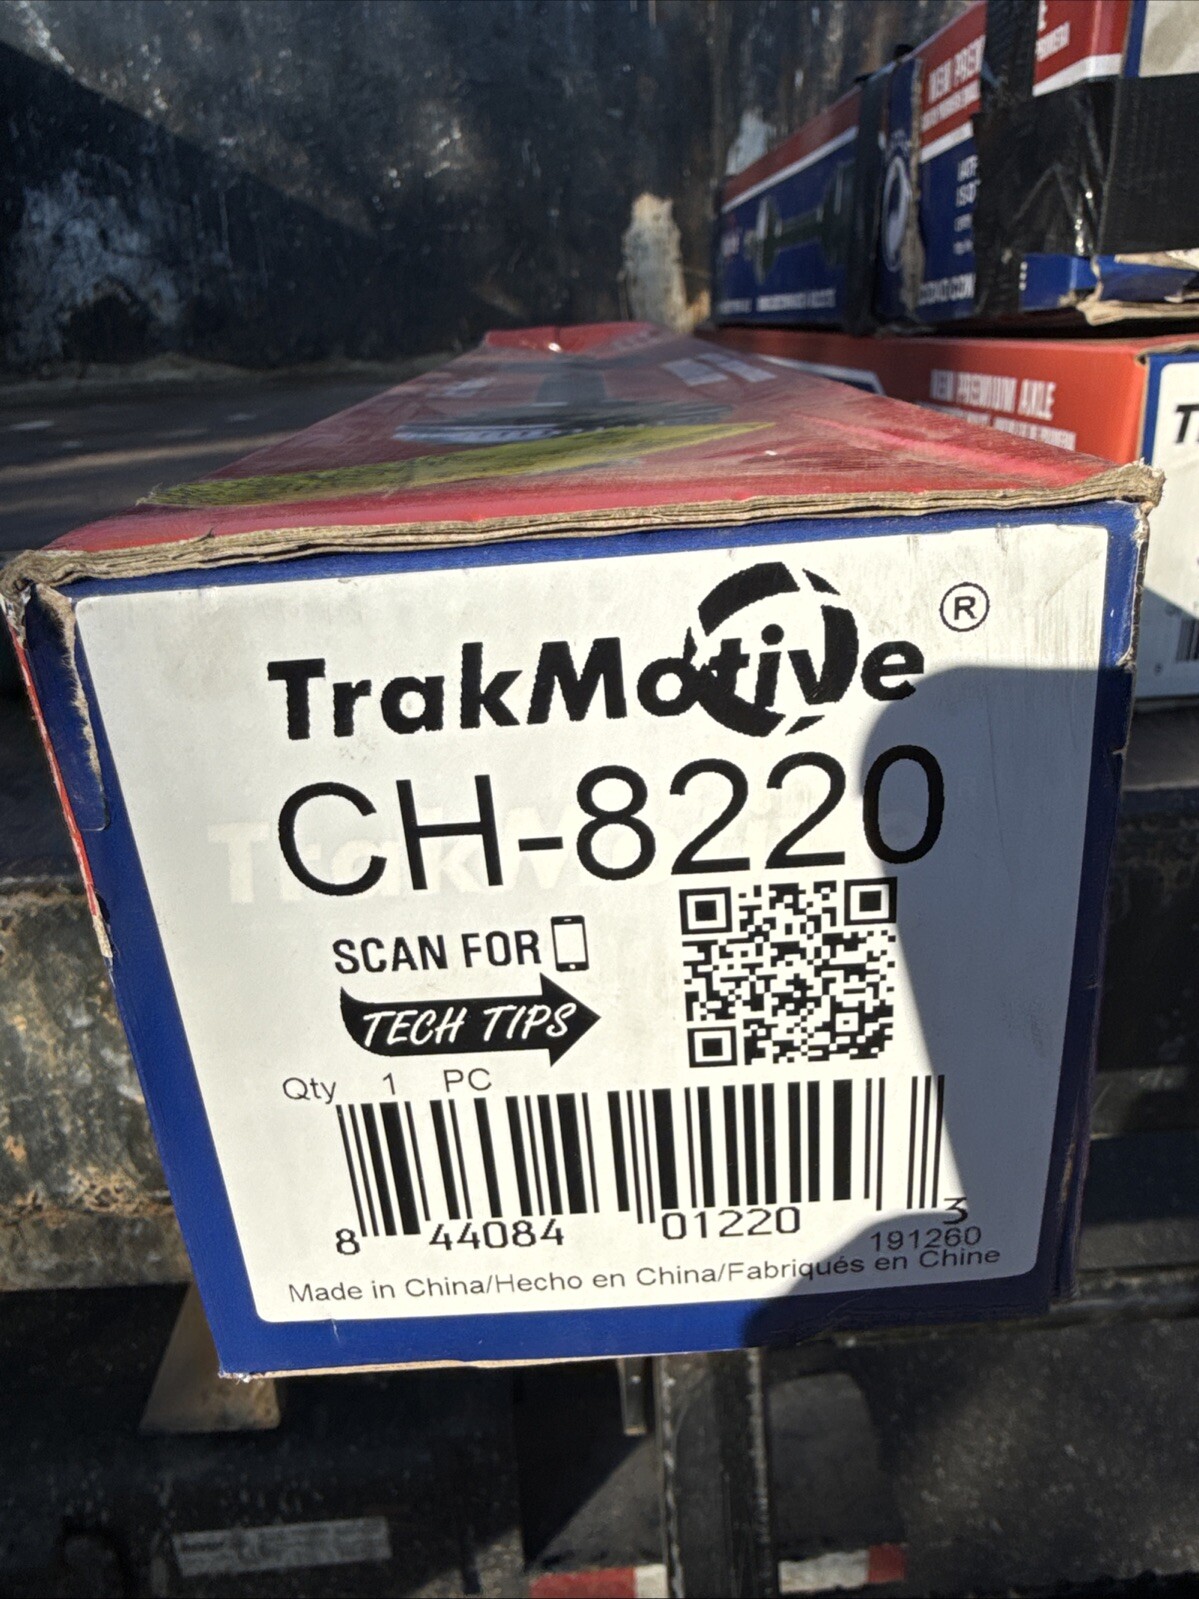 NEW PREMIUM AXLE
TrakMotive®
CH-8220
SCAN FOR
TECH TIPS
Qty 1 PC
8 44084 01220 3
191260
Made in China/Hecho en China/Fabriqués en Chine